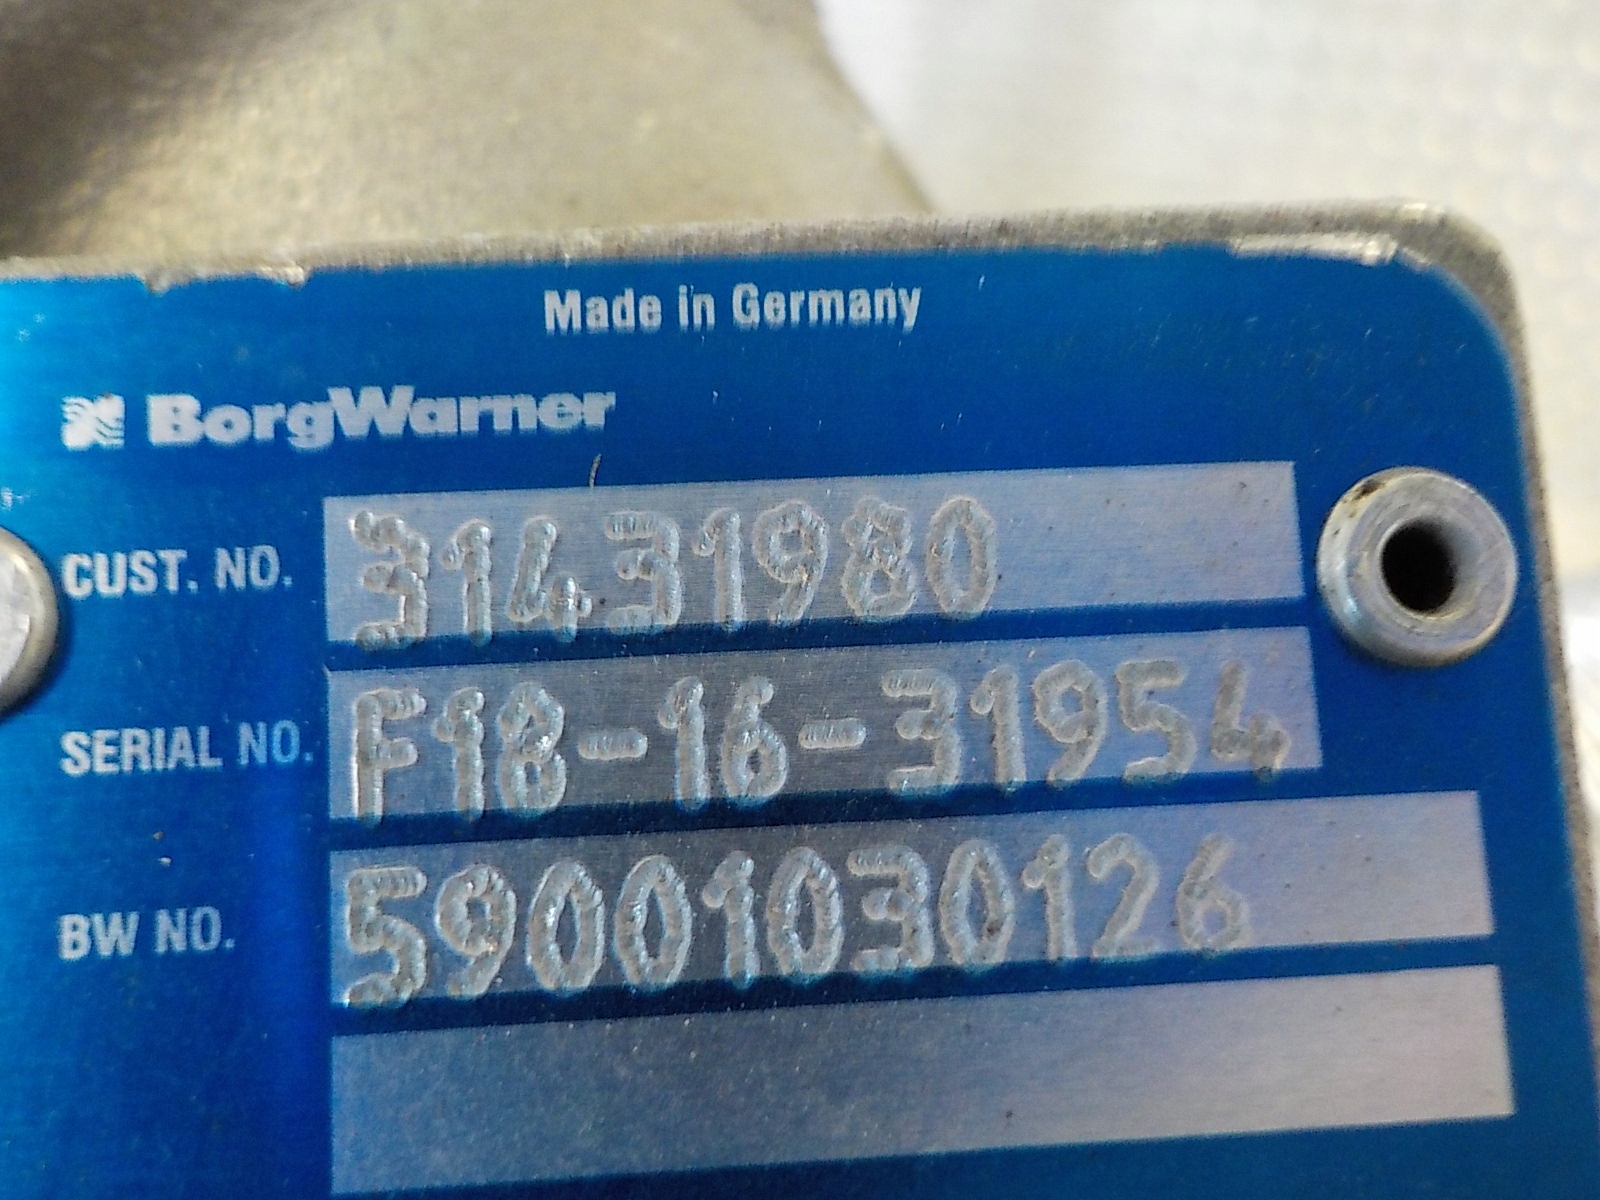 Made in Germany
BorgWarner
CUST. NO. 31431980
SERIAL NO. F18-16-31954
BW NO. 59001030126